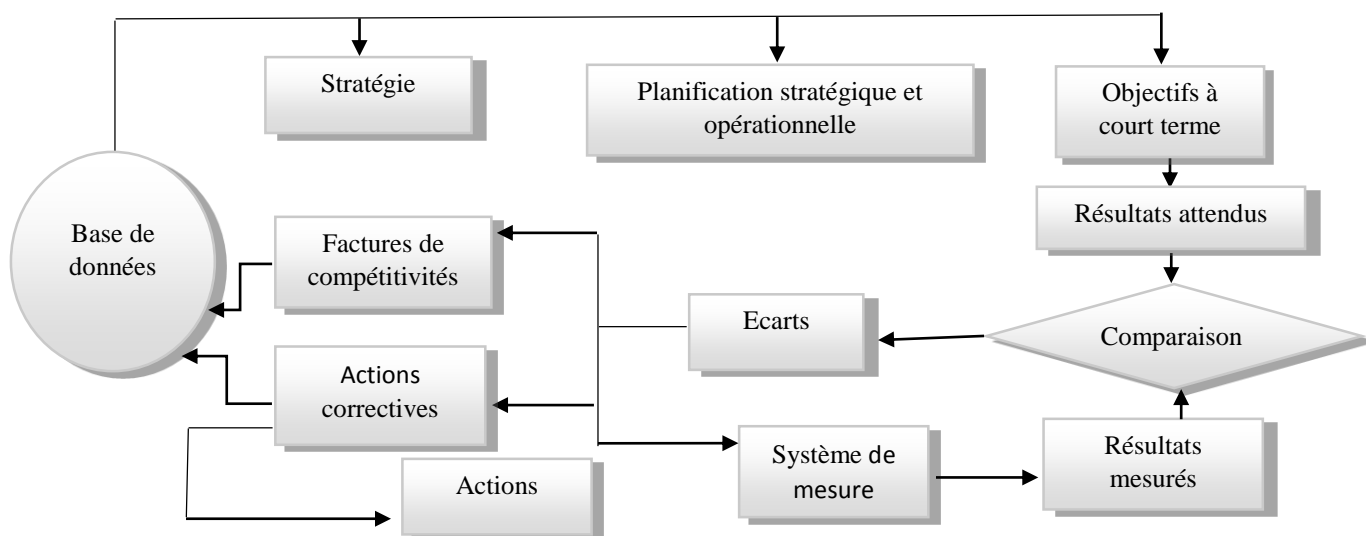 Stratégie
Planification stratégique et
opérationnelle
Objectifs à
court terme
Résultats attendus
Base de
données
Factures de
compétitivités
Ecarts
Comparaison
Actions
correctives
Système de
mesure
Résultats
mesurés
Actions